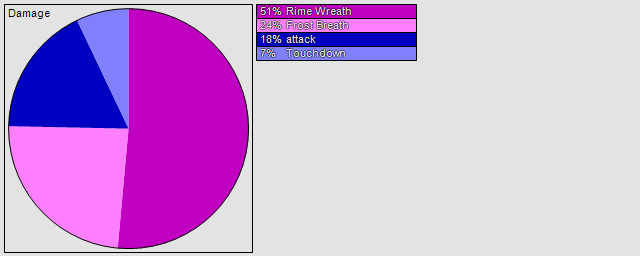 Damage
51% Rime Wreath
24% Frost Breath
18% attack
7% Touchdown